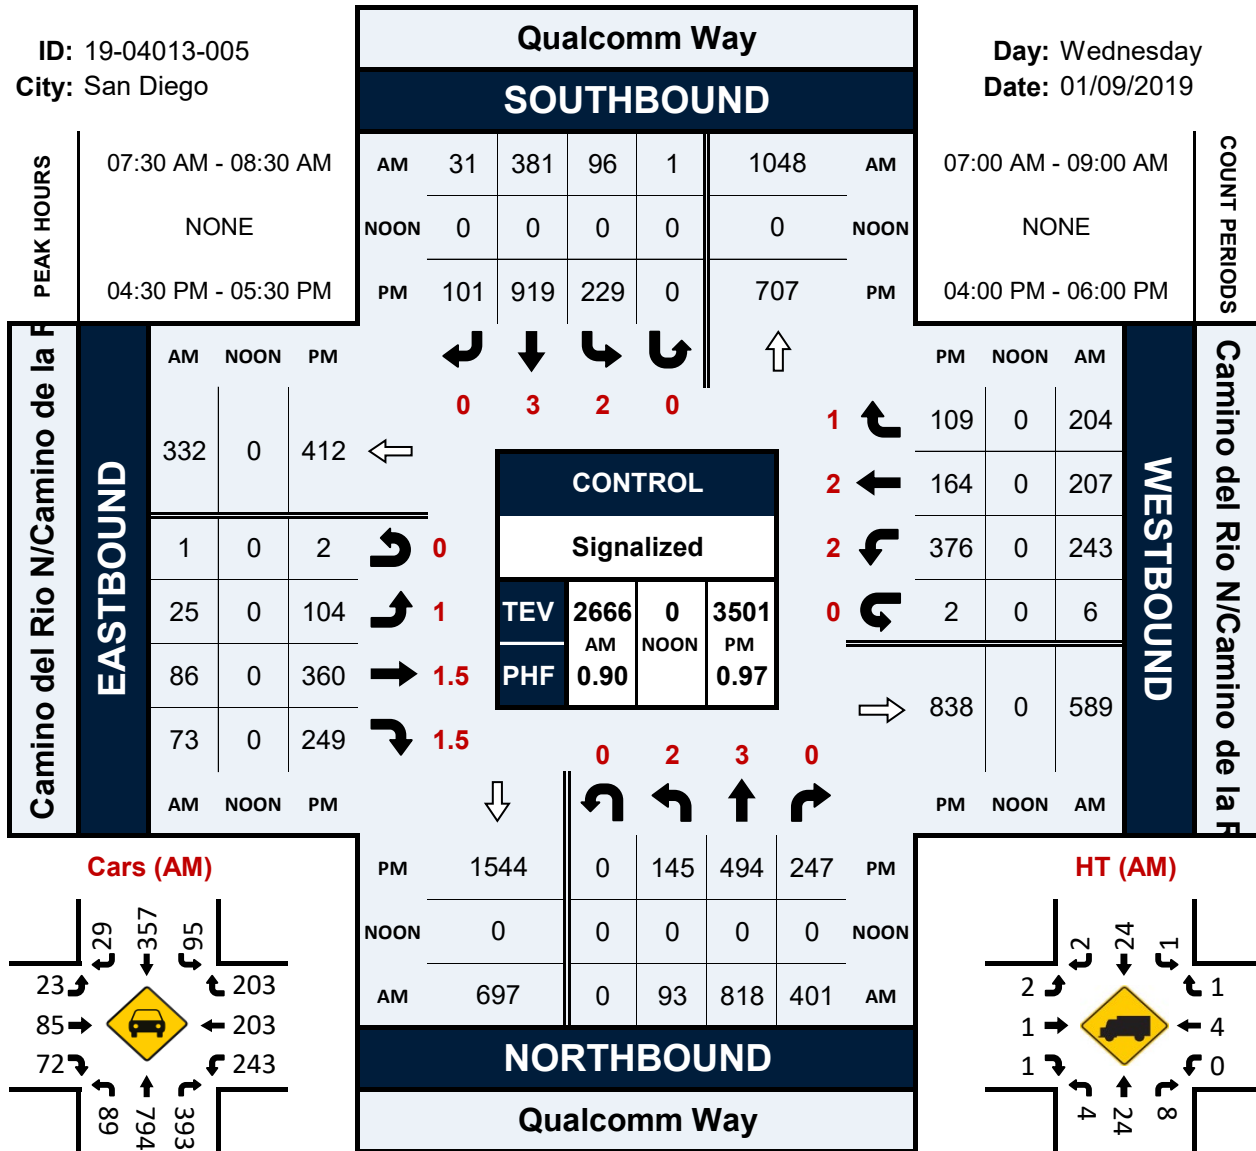 ID: 19-04013-005
City: San Diego
Qualcomm Way
SOUTHBOUND
Day: Wednesday
Date: 01/09/2019
PEAK HOURS
07:30 AM - 08:30 AM
NONE
04:30 PM - 05:30 PM
AM 31 381 96 1 1048 AM
NOON 0 0 0 0 0 NOON
PM 101 919 229 0 707 PM
07:00 AM - 09:00 AM
NONE
04:00 PM - 06:00 PM
COUNT PERIODS
0 3 2 0
Camino del Rio N/Camino de la
EASTBOUND
AM NOON PM
332 0 412
1 0 2 0
25 0 104 1
86 0 360 1.5
73 0 249 1.5
AM NOON PM
CONTROL
Signalized
TEV 2666 0 3501
AM NOON PM
PHF 0.90 0.97
PM NOON AM
1 109 0 204
2 164 0 207
2 376 0 243
0 2 0 6
838 0 589
PM NOON AM
WESTBOUND
Camino del Rio N/Camino de la
0 2 3 0
PM 1544 0 145 494 247 PM
NOON 0 0 0 0 0 NOON
AM 697 0 93 818 401 AM
NORTHBOUND
Qualcomm Way
Cars (AM)
29 357 95
23 203
85 203
72 243
89 794 393
HT (AM)
2 24 1
2 1
1 4
1 0
4 24 8